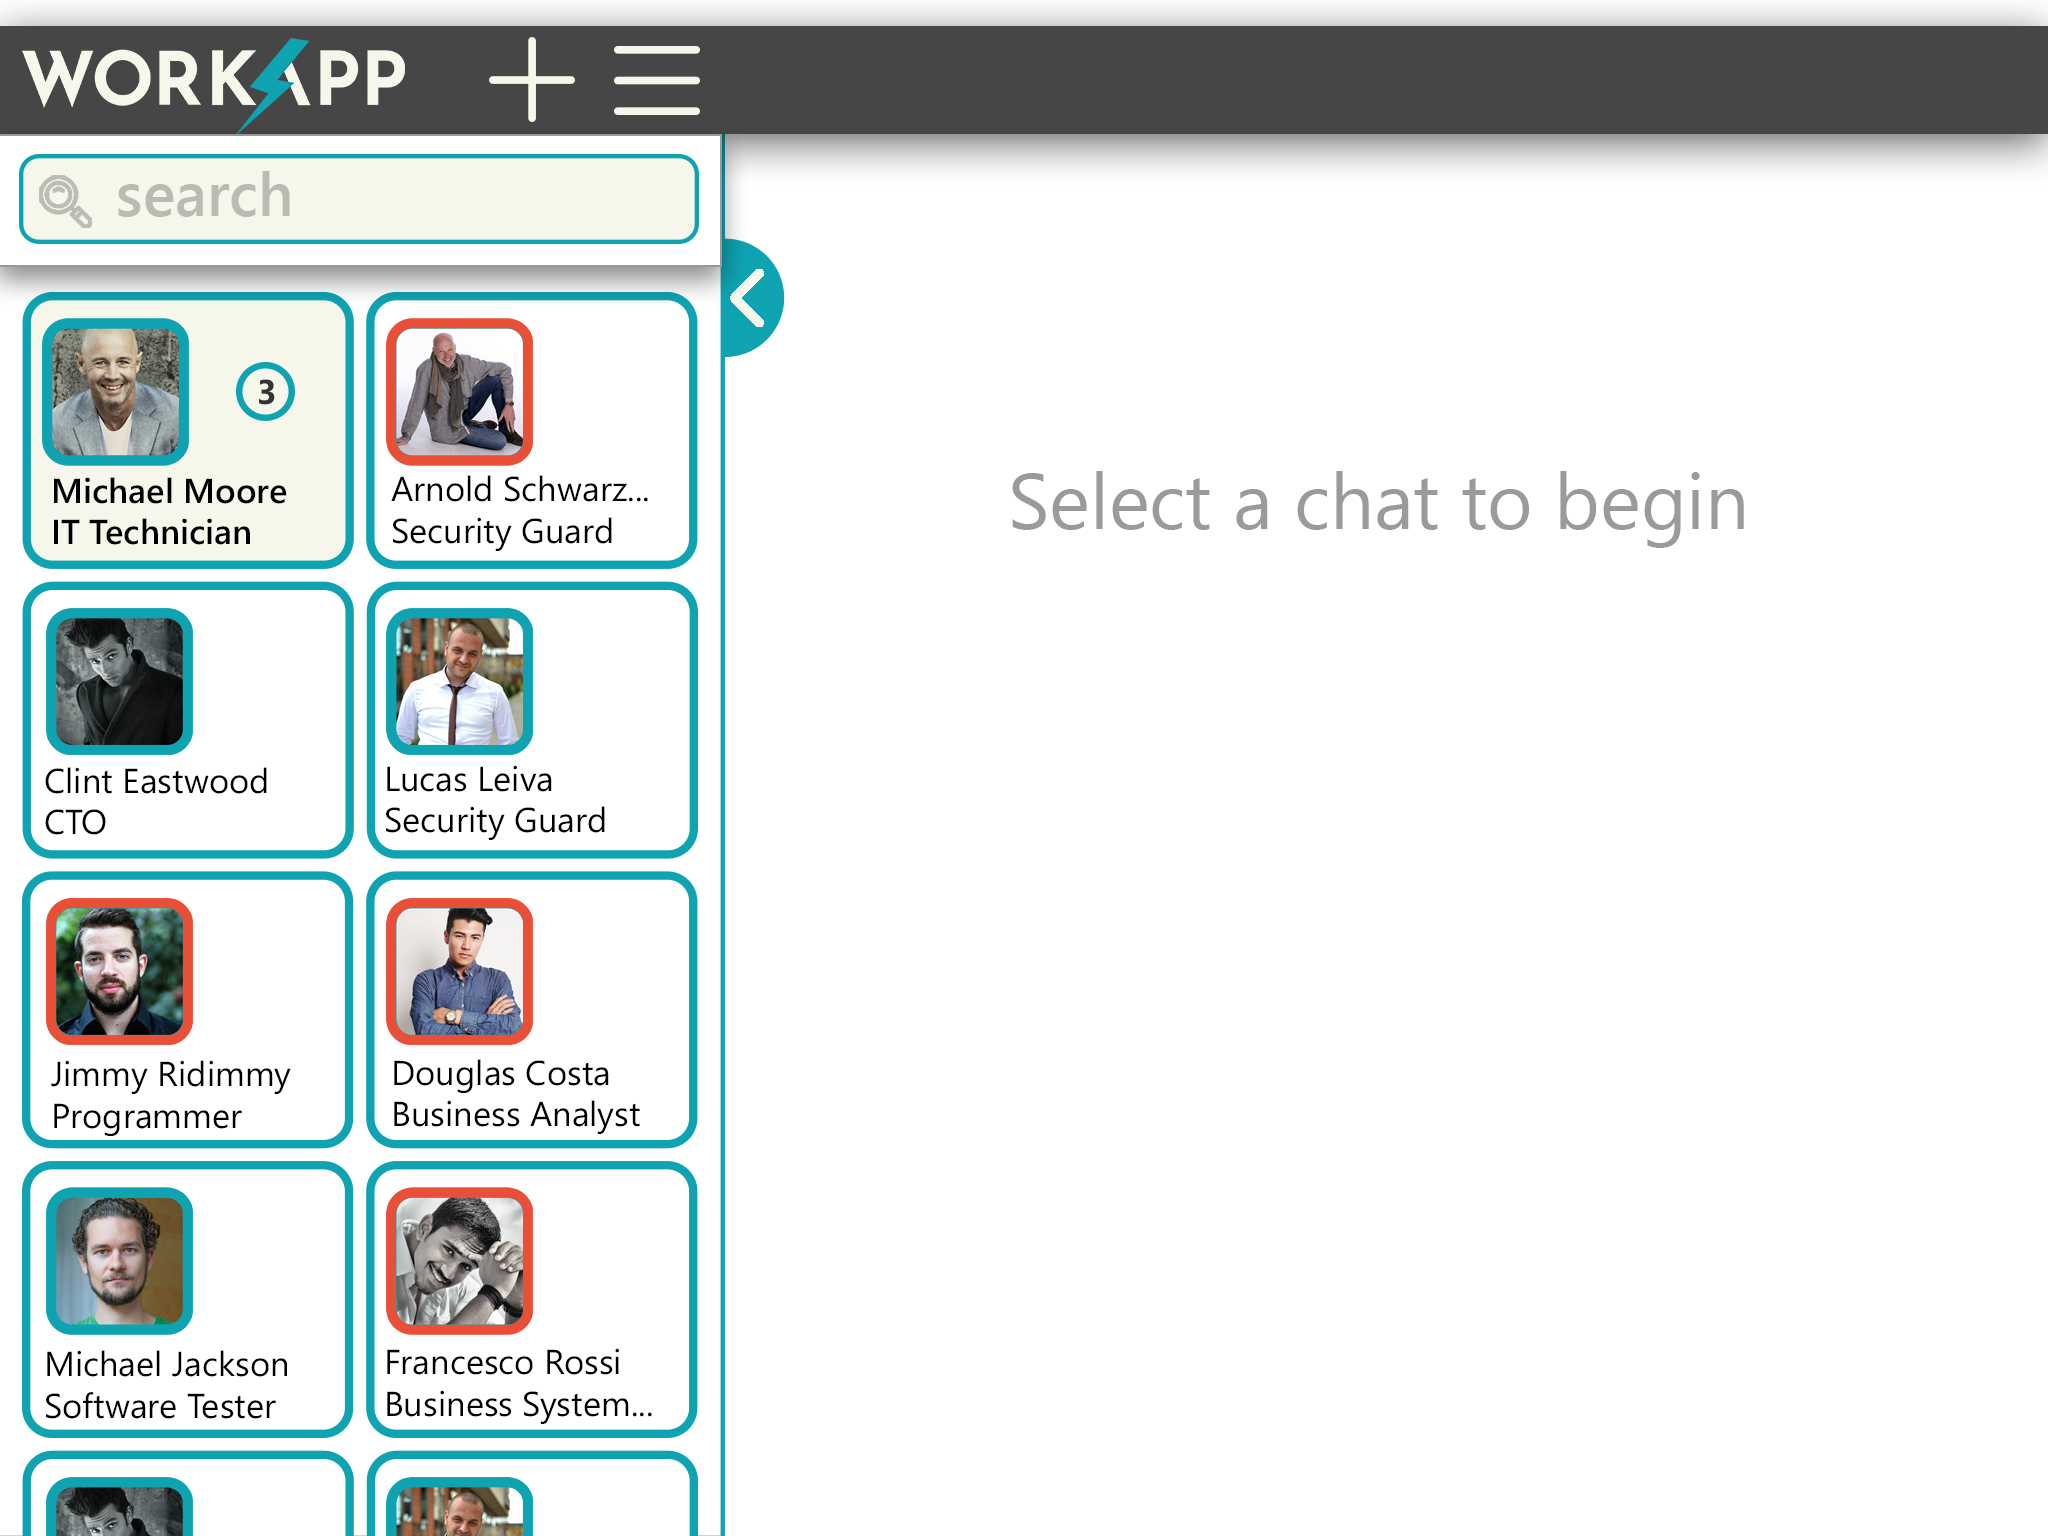 WORKAPP
search
3
Michael Moore
IT Technician
Arnold Schwarz...
Security Guard
Clint Eastwood
CTO
Lucas Leiva
Security Guard
Jimmy Ridimmy
Programmer
Douglas Costa
Business Analyst
Michael Jackson
Software Tester
Francesco Rossi
Business System...
Select a chat to begin